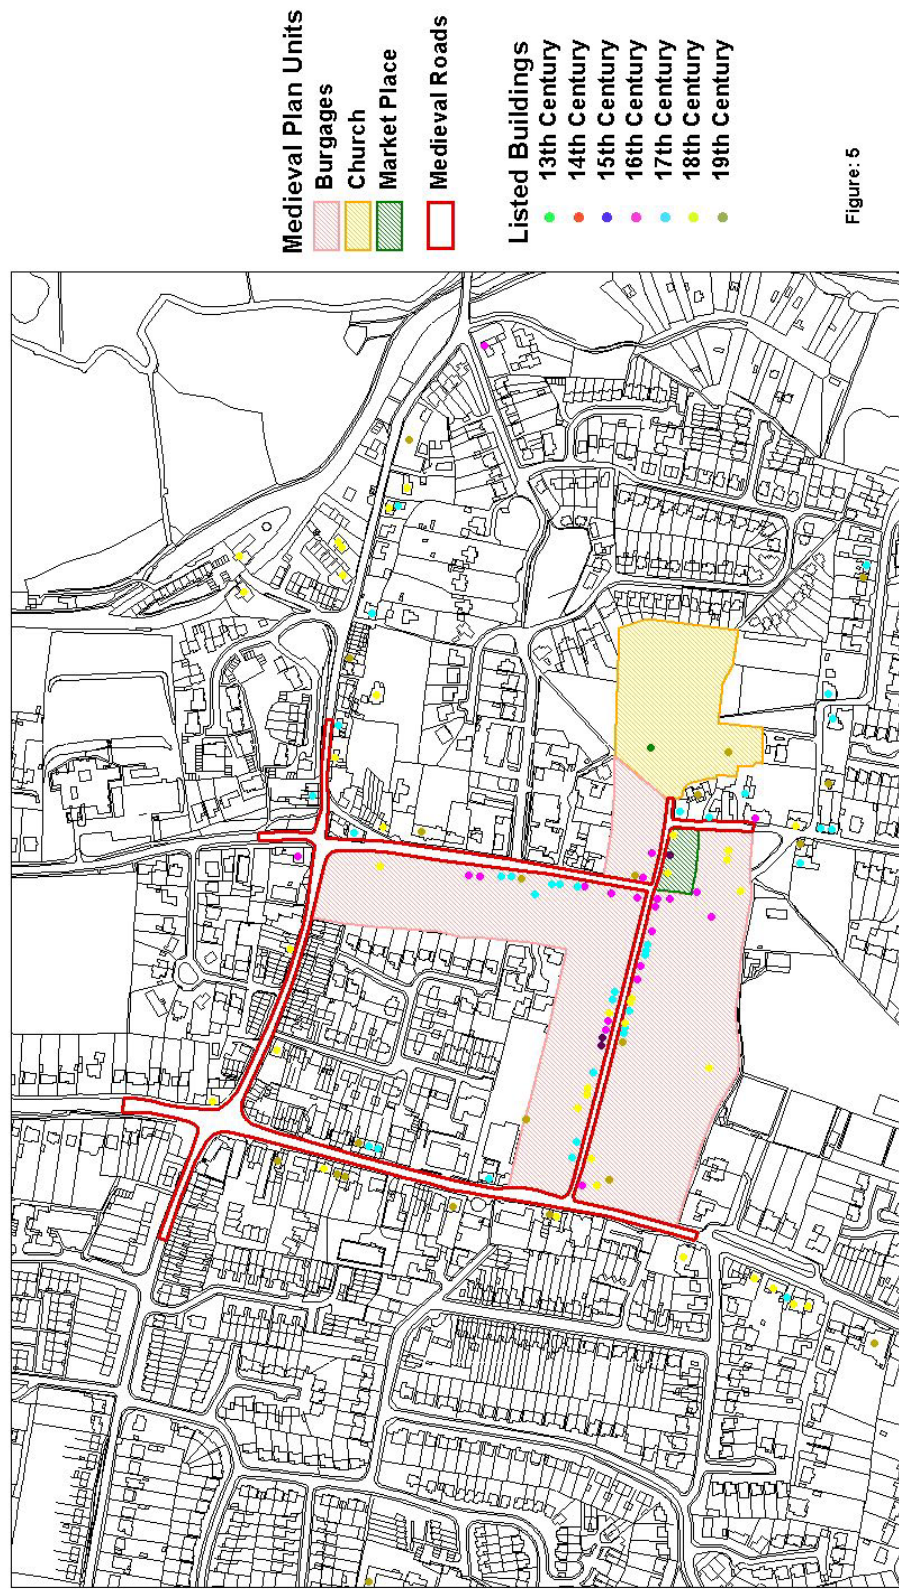 Medieval Plan Units
Burgages
Church
Market Place
Medieval Roads
Listed Buildings
13th Century
14th Century
15th Century
16th Century
17th Century
18th Century
19th Century
Figure: 5